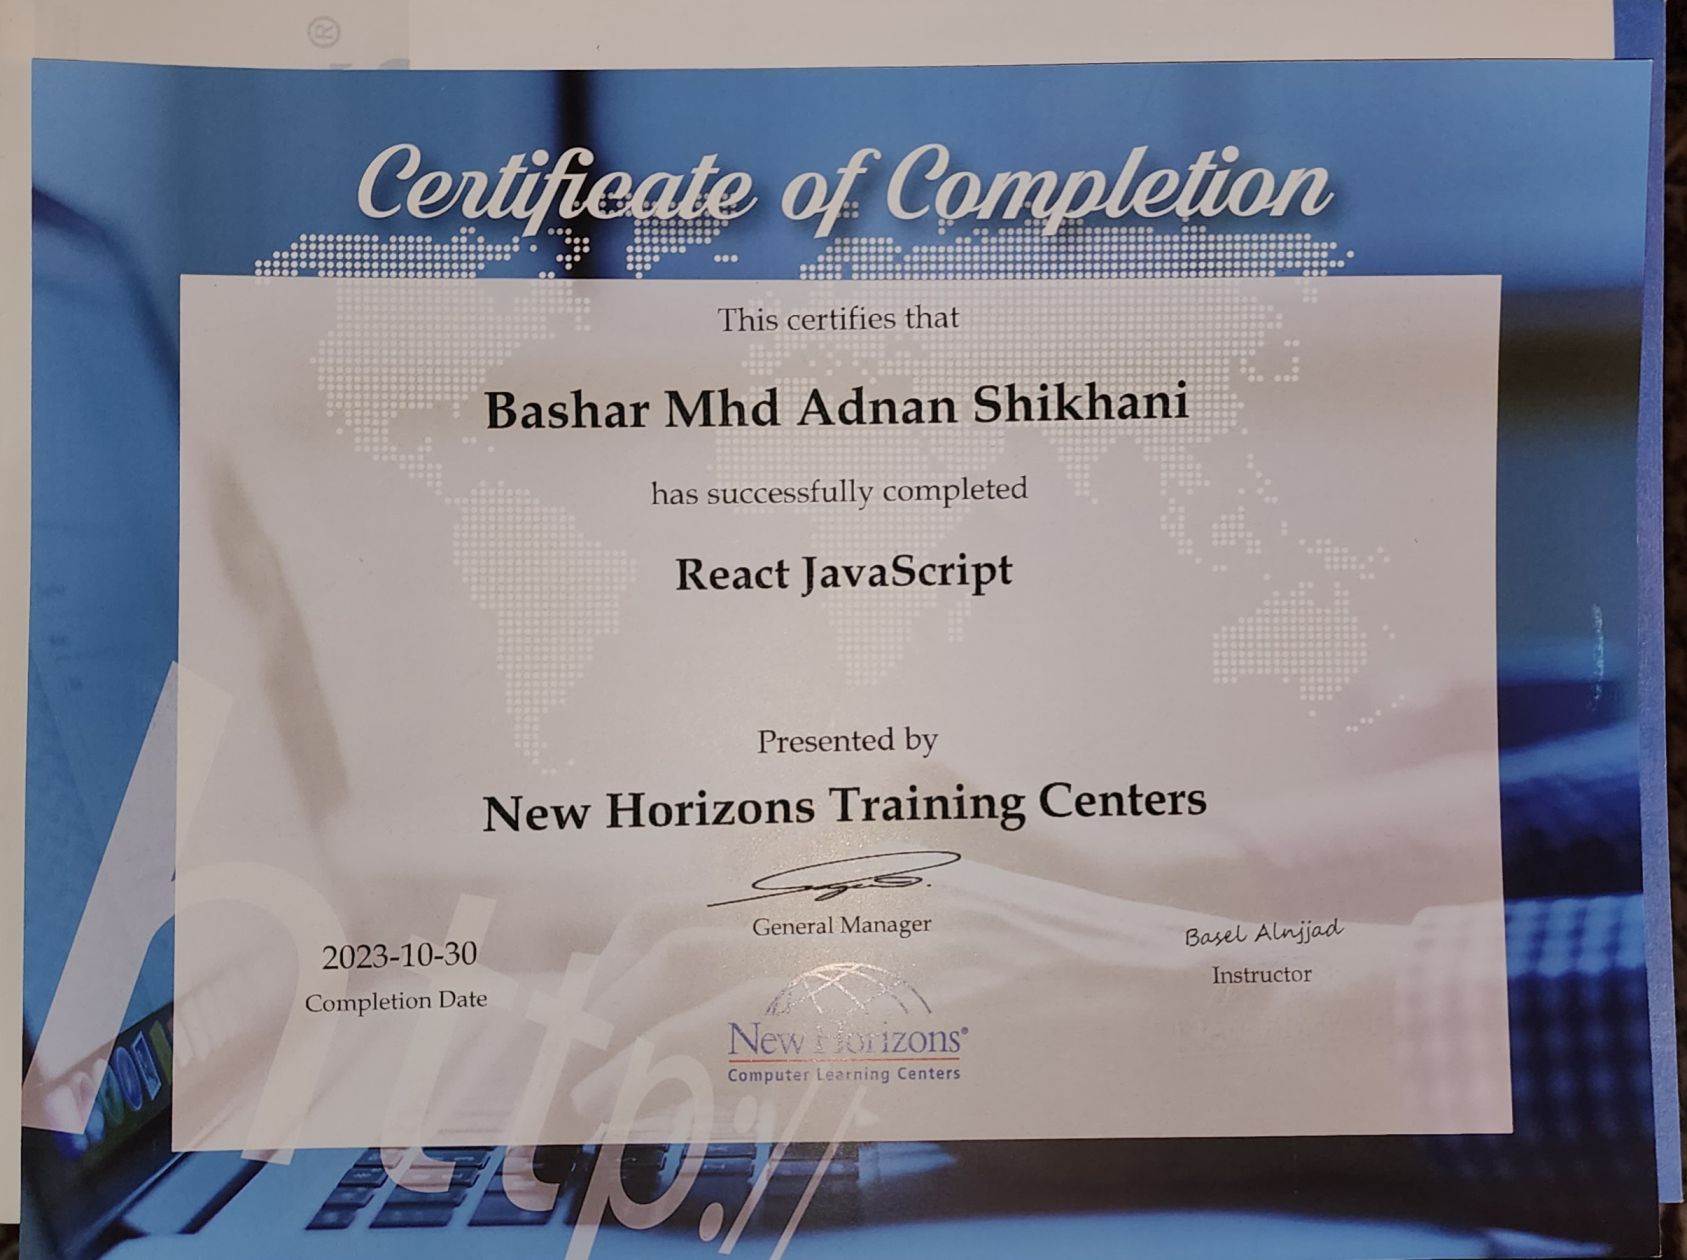 ®
Certificate of Completion
This certifies that
Bashar Mhd Adnan Shikhani
has successfully completed
React JavaScript
Presented by
New Horizons Training Centers
General Manager
2023-10-30
Completion Date
Basel Alnjjad
Instructor
New Horizons®
Computer Learning Centers
http://